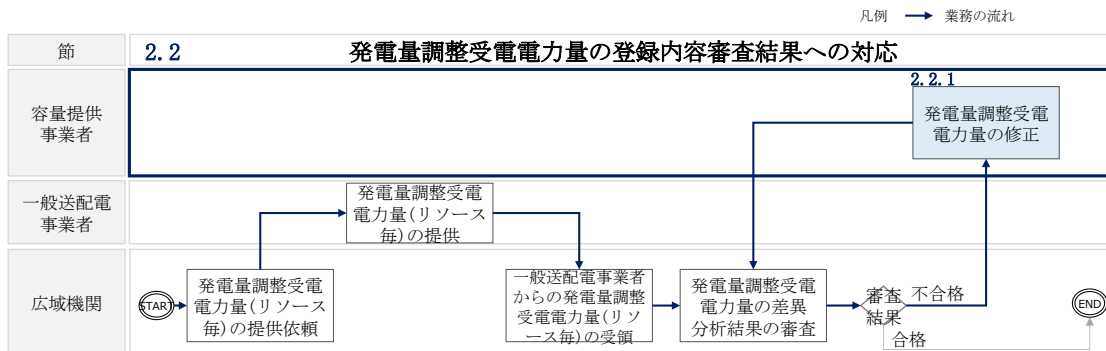 凡例 業務の流れ
節
2.2 発電量調整受電電力量の登録内容審査結果への対応
容量提供
事業者
2.2.1
発電量調整受電
電力量の修正
一般送配電
事業者
発電量調整受電
電力量(リソース
毎)の提供
広域機関
START
発電量調整受電
電力量(リソース
毎)の提供依頼
一般送配電事業者
からの発電量調整
受電電力量(リソ
ース毎)の受領
発電量調整受電
電力量の差異
分析結果の審査
審査
結果
不合格
合格
END